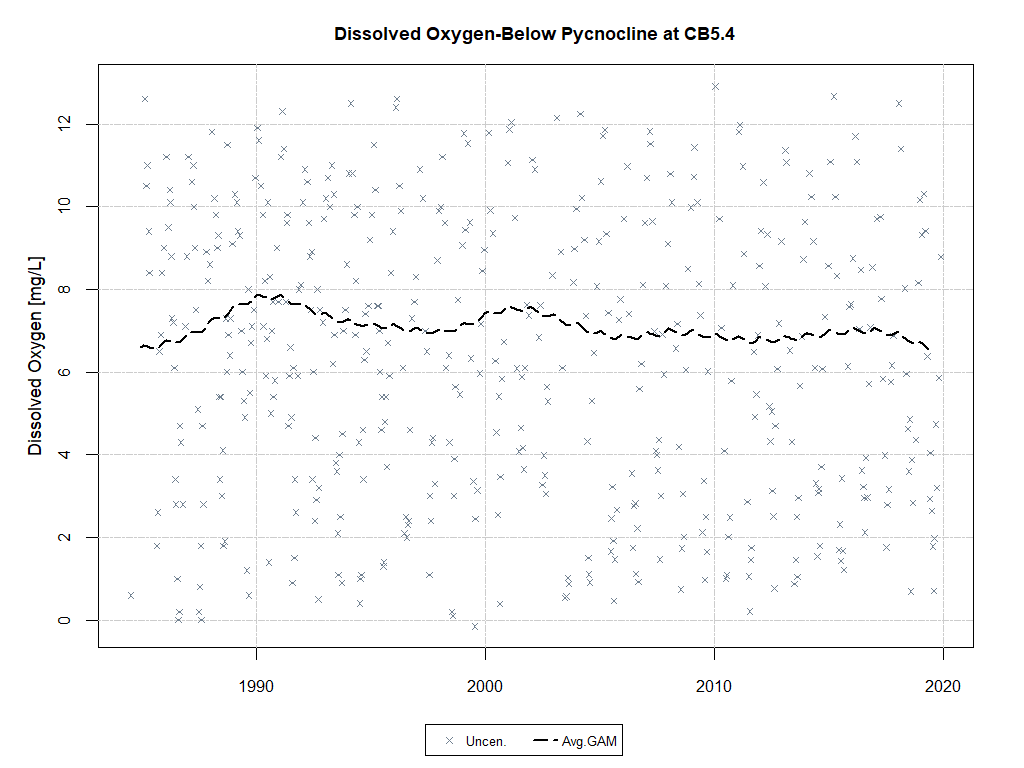 Dissolved Oxygen-Below Pycnocline at CB5.4
Dissolved Oxygen [mg/L]
12
10
8
6
4
2
0
1990 2000 2010 2020
Uncen. Avg.GAM